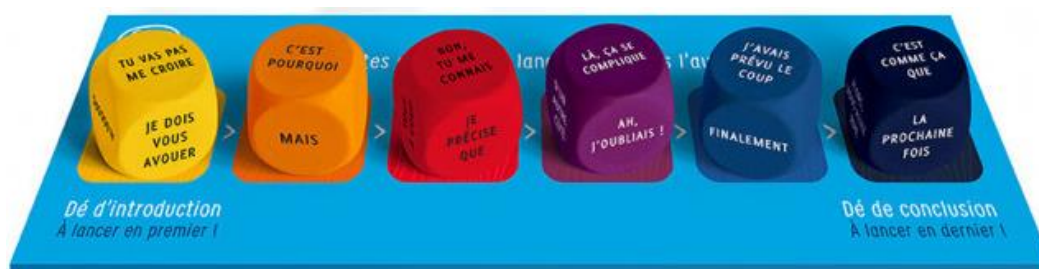 TU VAS PAS
ME CROIRE
JE DOIS
VOUS
AVOUER
C'EST
POURQUOI
MAIS
BON,
TU ME
CONNAIS
JE
PRÉCISE
QUE
LÀ, ÇA SE
COMPLIQUE
AH,
J'OUBLIAIS !
J'AVAIS
PRÉVU LE
COUP
FINALEMENT
C'EST
COMME ÇA
QUE
LA
PROCHAINE
FOIS
lan
Dé d'introduction
À lancer en premier !
Dé de conclusion
À lancer en dernier !